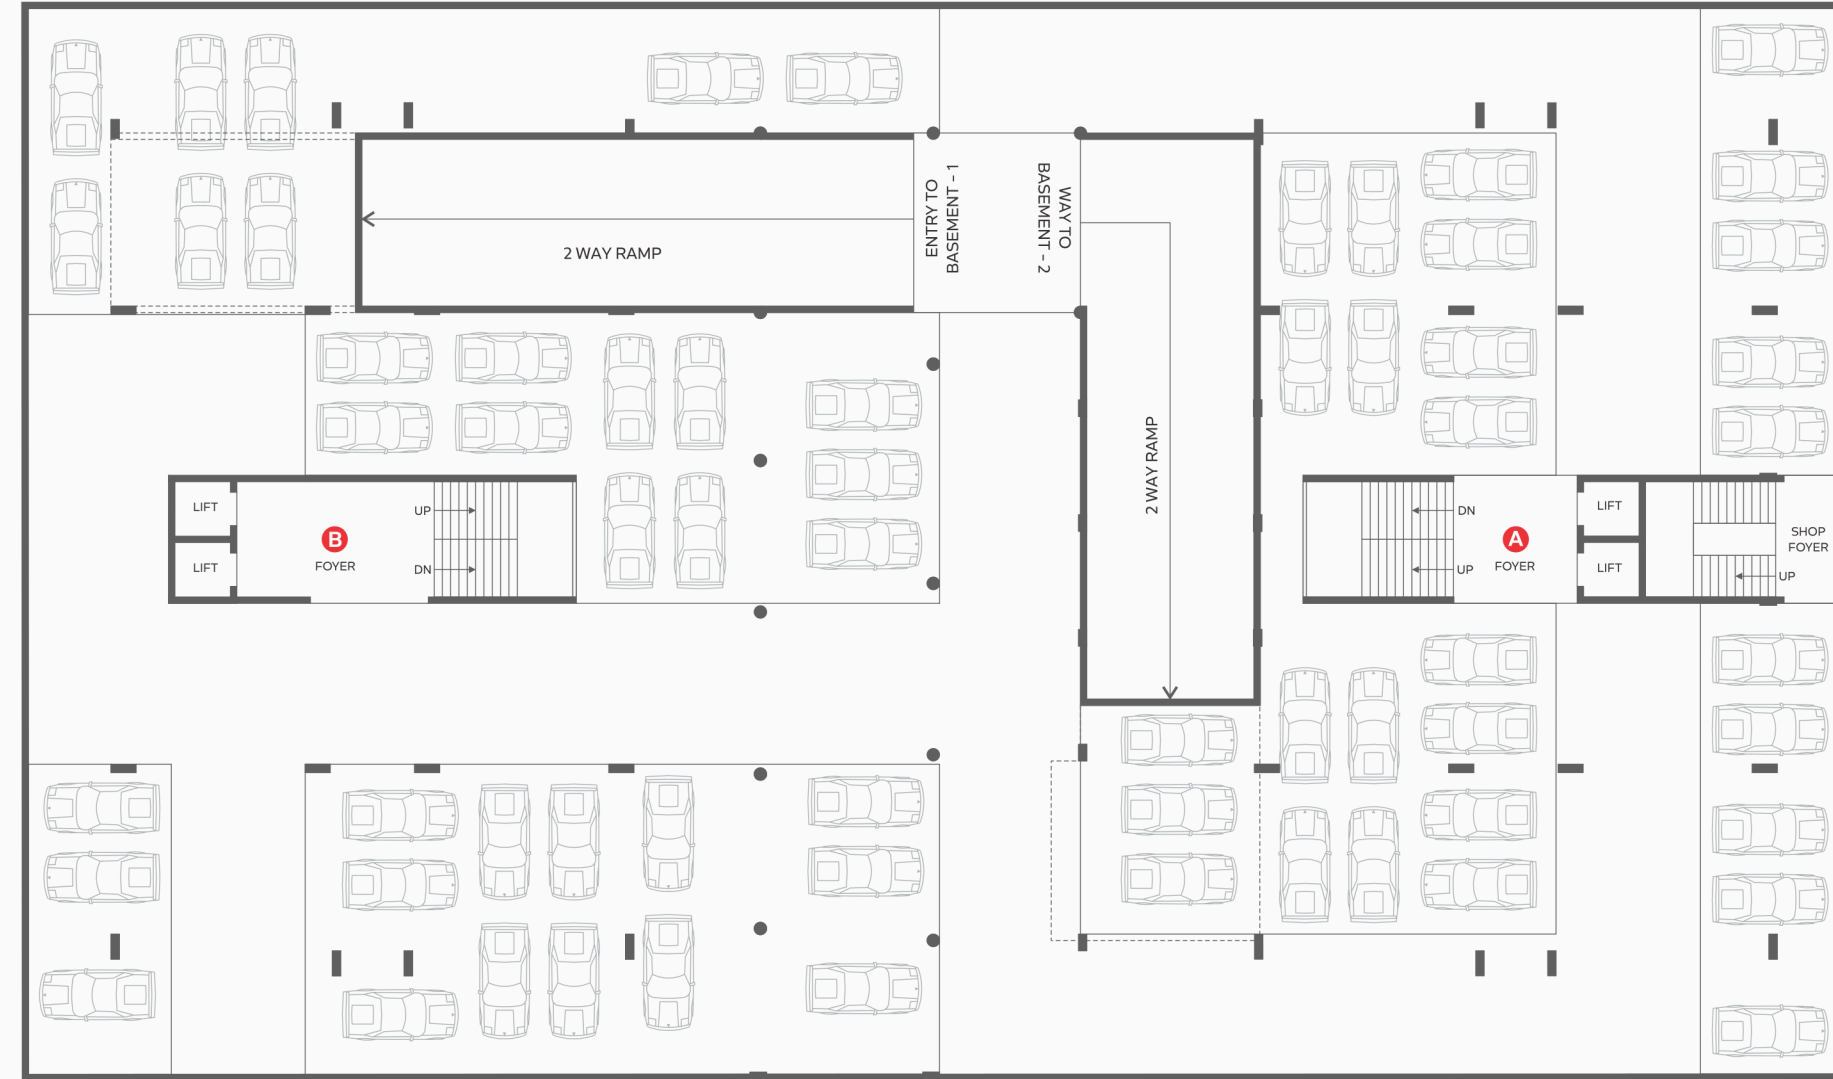 ENTRY TO
BASEMENT - 1
WAY TO
BASEMENT - 2
2 WAY RAMP
2 WAY RAMP
LIFT
LIFT
B
FOYER
UP
DN
DN
UP
A
FOYER
LIFT
LIFT
SHOP
FOYER
UP